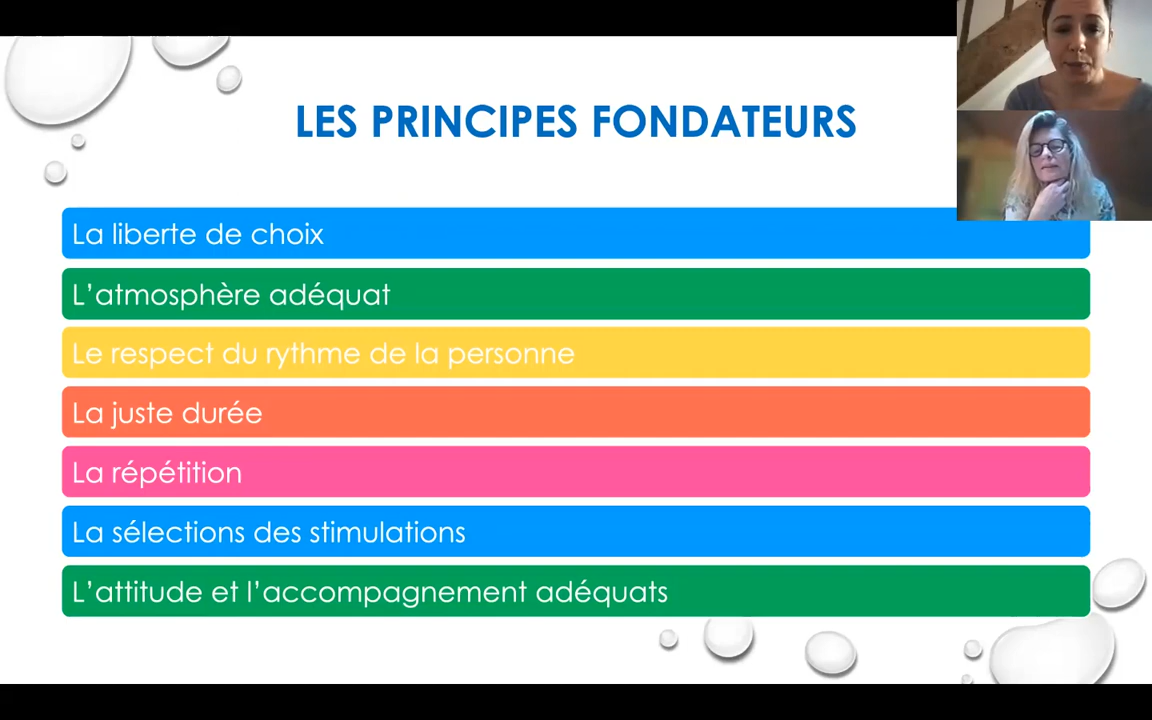 LES PRINCIPES FONDATEURS
La liberte de choix
L'atmosphère adéquat
Le respect du rythme de la personne
La juste durée
La répétition
La sélections des stimulations
L'attitude et l'accompagnement adéquats